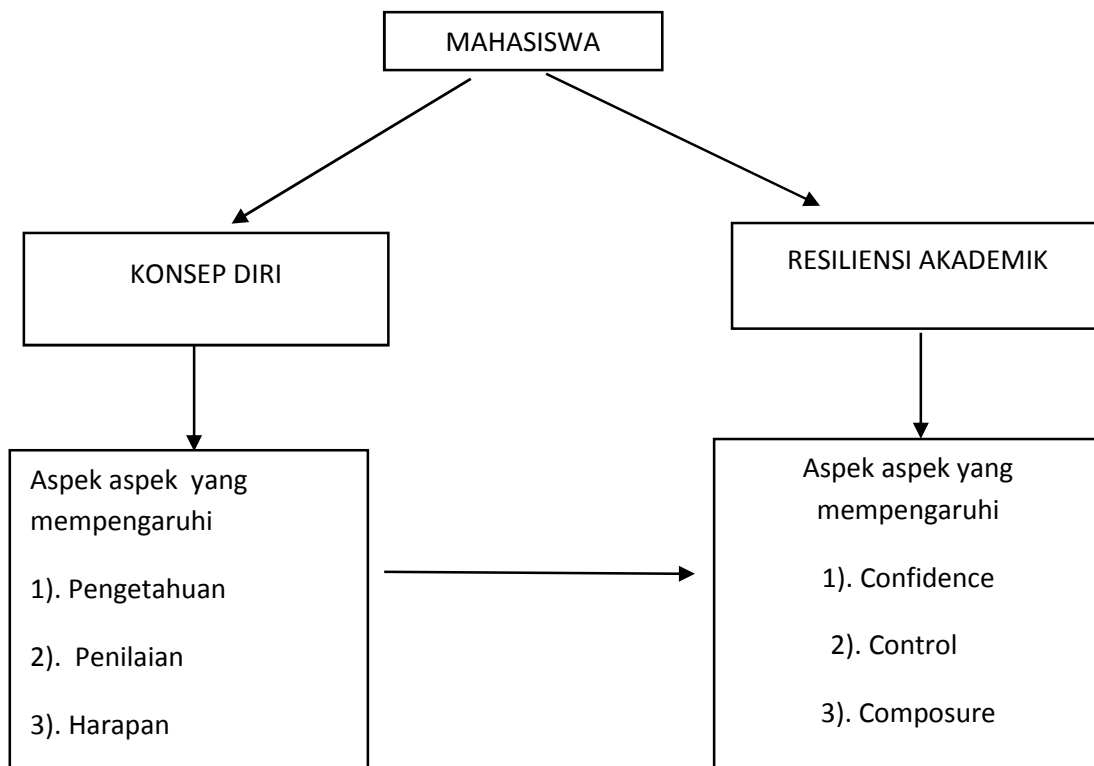 MAHASISWA
KONSEP DIRI
RESILIENSI AKADEMIK
Aspek aspek yang
mempengaruhi
1). Pengetahuan
2). Penilaian
3). Harapan
Aspek aspek yang
mempengaruhi
1). Confidence
2). Control
3). Composure